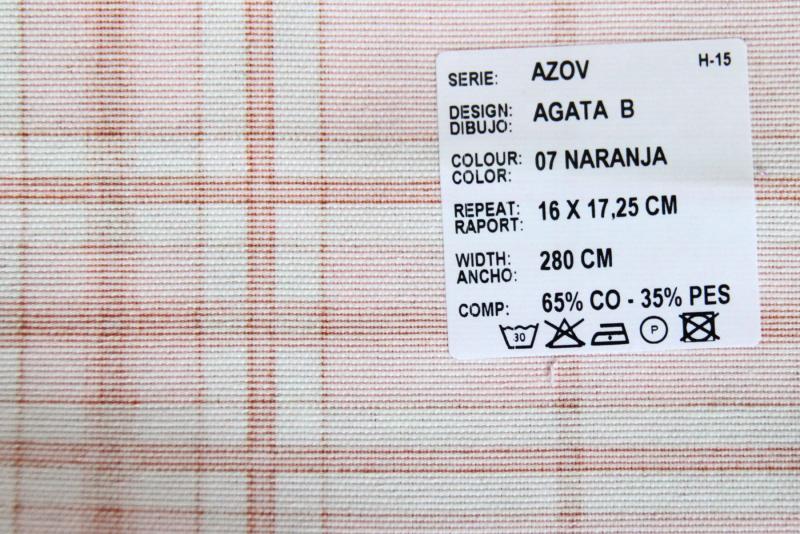 H-15
SERIE: AZOV
DESIGN: AGATA B
DIBUJO:
COLOUR: 07 NARANJA
COLOR:
REPEAT: 16 X 17,25 CM
RAPORT:
WIDTH: 280 CM
ANCHO:
COMP: 65% CO - 35% PES
30 P